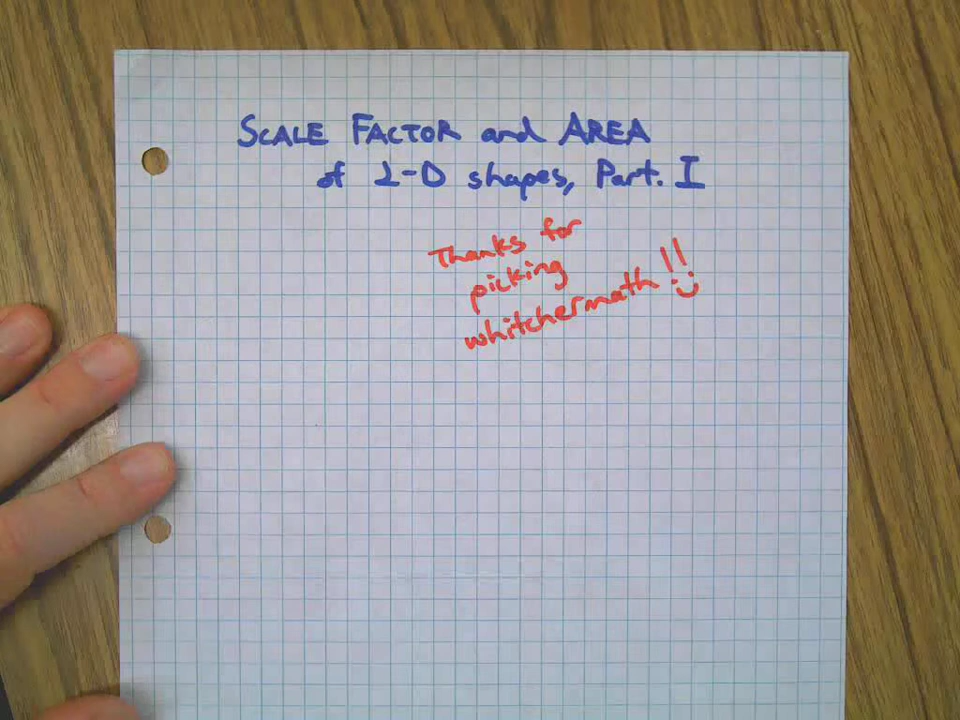 SCALE FACTOR and AREA
of 2-D shapes, Part. I
Thanks for
picking
whitchermath!!